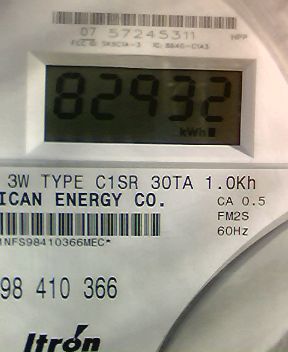 07 57245311
82932
kWh
3W TYPE C1SR 30TA 1.0Kh
ICAN ENERGY CO.
CA 0.5
FM2S
60Hz
1NFS98410366MEC*
98 410 366
Itron